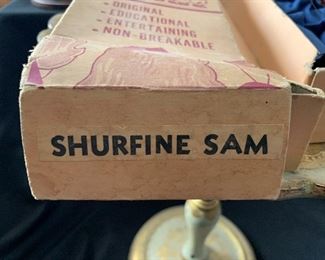 • ORIGINAL
• EDUCATIONAL
• ENTERTAINING
• NON-BREAKABLE
SHURFINE SAM